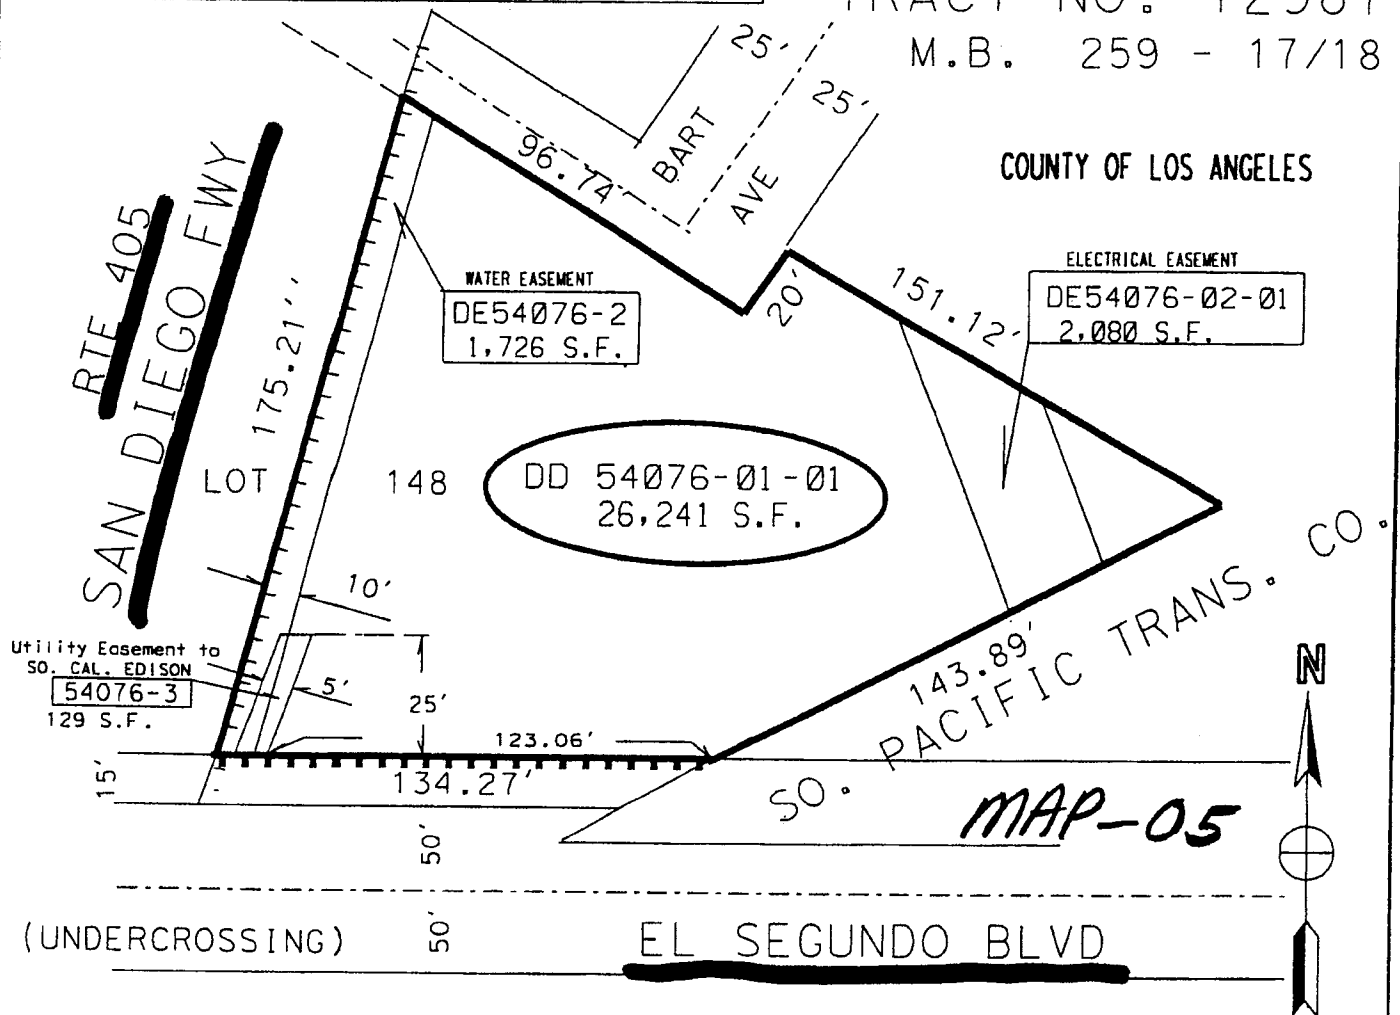 M.B. 259 - 17/18
25'
25'
BART
AVE
96.74'
COUNTY OF LOS ANGELES
RTE 405
SAN DIEGO FWY
WATER EASEMENT
DE54076-2
1,726 S.F.
ELECTRICAL EASEMENT
DE54076-02-01
2,080 S.F.
20'
151.12'
175.21''
LOT 148
DD 54076-01-01
26,241 S.F.
10'
Utility Easement to
SO. CAL. EDISON
54076-3
129 S.F.
5'
25'
123.06'
134.27'
15'
143.89'
SO. PACIFIC TRANS. CO.
N
MAP-05
50'
50'
(UNDERCROSSING)
EL SEGUNDO BLVD